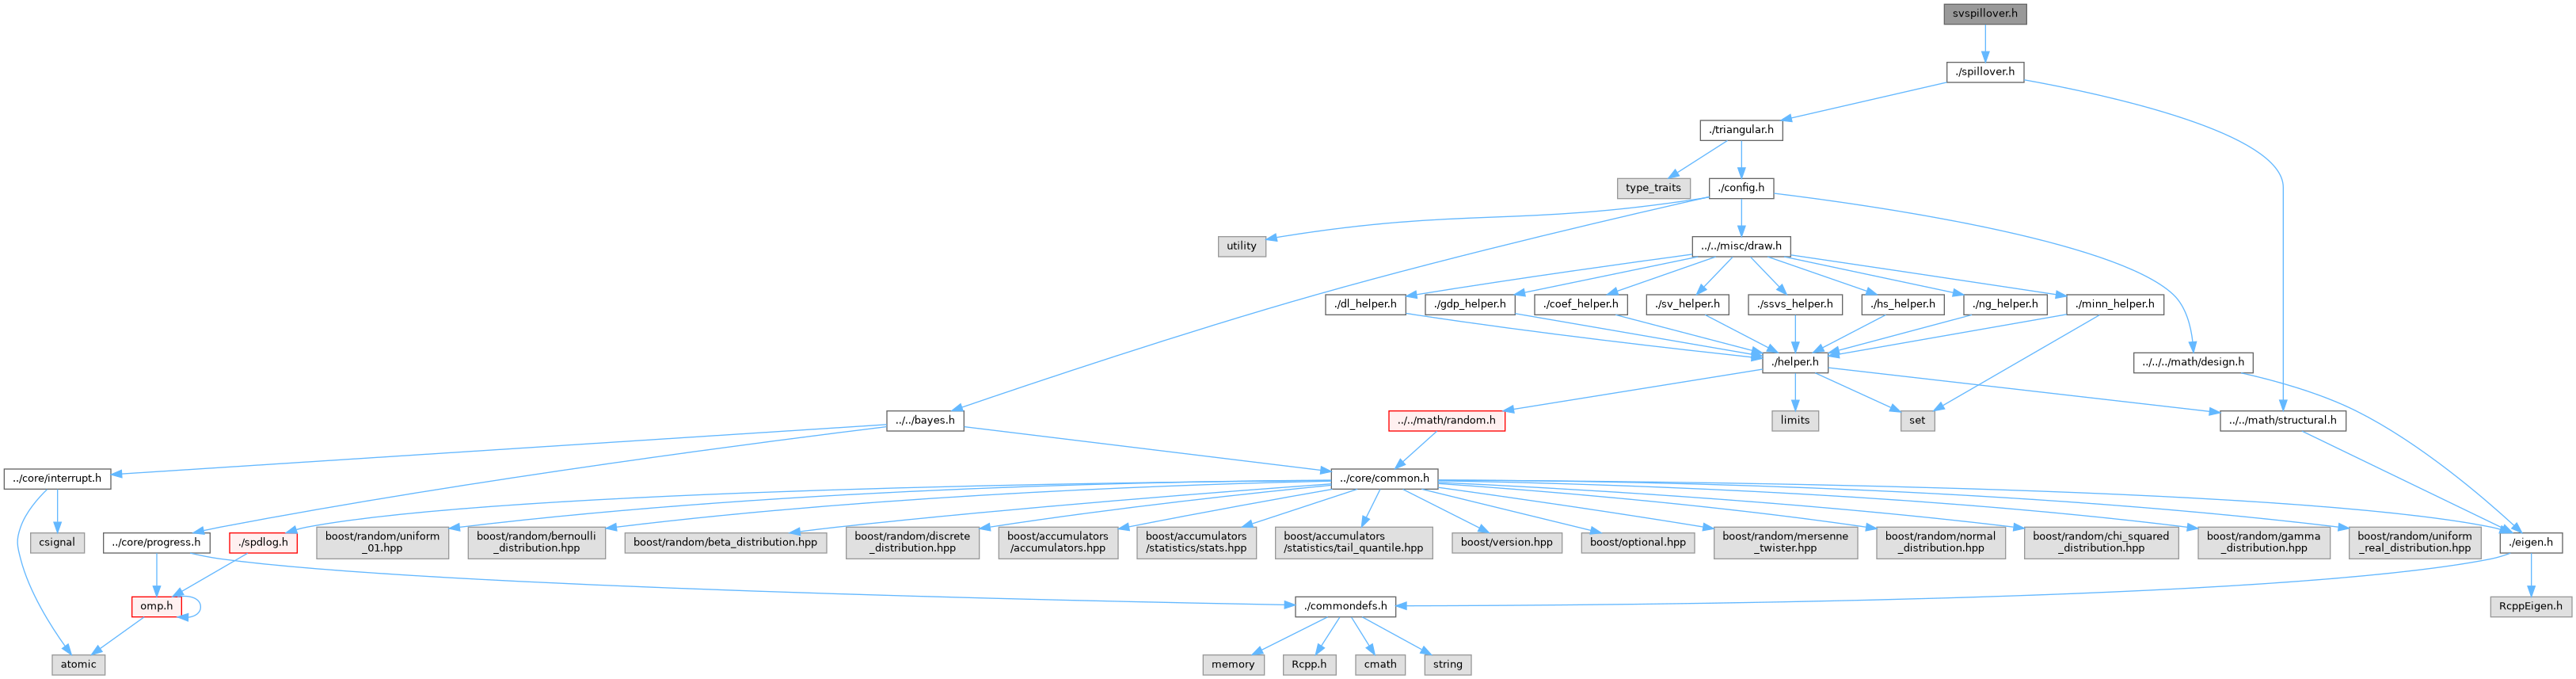 svspillover.h
./spillover.h
./triangular.h
type_traits
./config.h
utility
../../misc/draw.h
./dl_helper.h
./gdp_helper.h
./coef_helper.h
./sv_helper.h
./ssvs_helper.h
./hs_helper.h
./ng_helper.h
./minn_helper.h
./helper.h
../../../math/design.h
../../bayes.h
../../math/random.h
limits
set
../../math/structural.h
../core/interrupt.h
../core/common.h
csignal
../core/progress.h
./spdlog.h
boost/random/uniform
_01.hpp
boost/random/bernoulli
_distribution.hpp
boost/random/beta_distribution.hpp
boost/random/discrete
_distribution.hpp
boost/accumulators
/accumulators.hpp
boost/accumulators
/statistics/stats.hpp
boost/accumulators
/statistics/tail_quantile.hpp
boost/version.hpp
boost/optional.hpp
boost/random/mersenne
_twister.hpp
boost/random/normal
_distribution.hpp
boost/random/chi_squared
_distribution.hpp
boost/random/gamma
_distribution.hpp
boost/random/uniform
_real_distribution.hpp
./eigen.h
omp.h
./commondefs.h
RcppEigen.h
atomic
memory
Rcpp.h
cmath
string